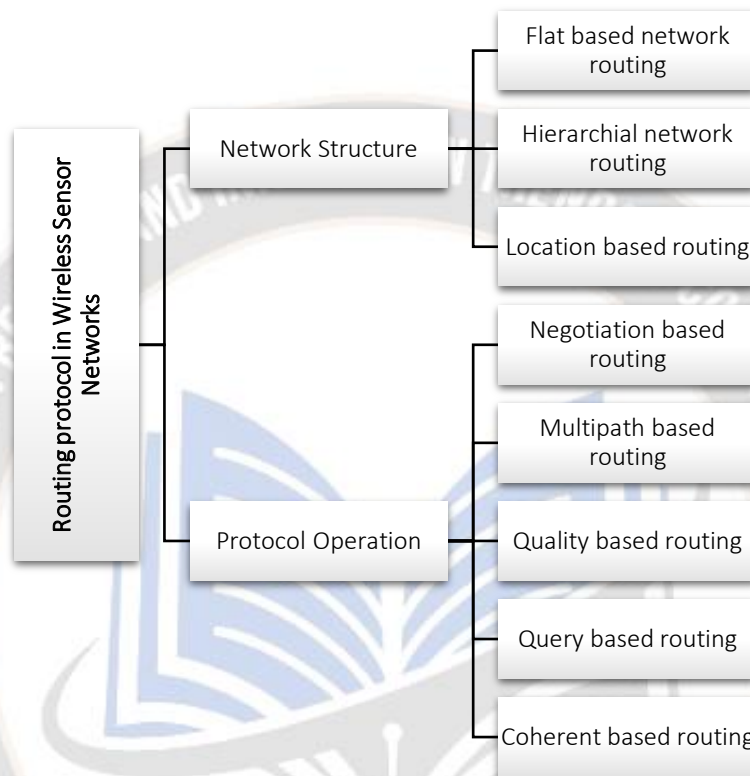 Flat based network
routing
Network Structure
Hierarchial network
routing
Location based routing
Routing protocol in Wireless Sensor
Networks
Negotiation based
routing
Multipath based
routing
Protocol Operation
Quality based routing
Query based routing
Coherent based routing